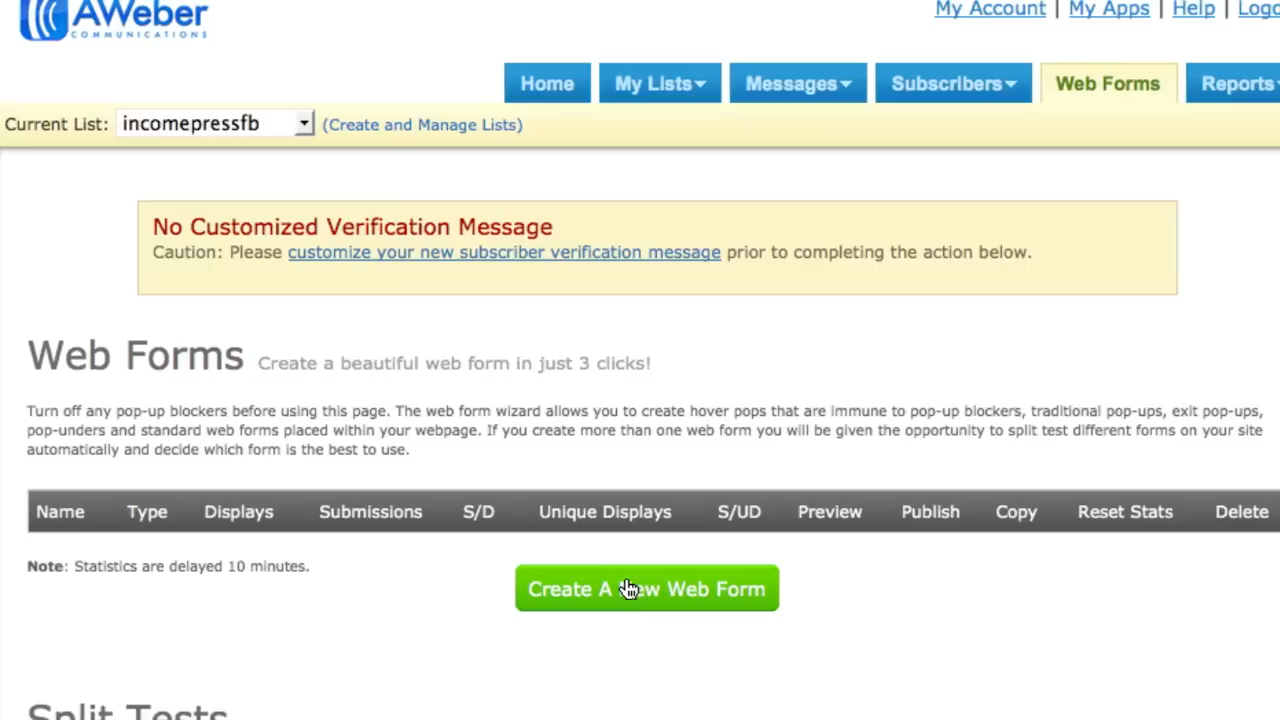 AWeber
COMMUNICATIONS
My Account | My Apps | Help |
Home My Lists Messages Subscribers Web Forms Reports
Current List: incomepressfb (Create and Manage Lists)
No Customized Verification Message
Caution: Please customize your new subscriber verification message prior to completing the action below.
Web Forms Create a beautiful web form in just 3 clicks!
Turn off any pop-up blockers before using this page. The web form wizard allows you to create hover pops that are immune to pop-up blockers, traditional pop-ups, exit pop-ups,
pop-unders and standard web forms placed within your webpage. If you create more than one web form you will be given the opportunity to split test different forms on your site
automatically and decide which form is the best to use.
Name Type Displays Submissions S/D Unique Displays S/UD Preview Publish Copy Reset Stats Delete
Note: Statistics are delayed 10 minutes.
Create A New Web Form
Split Tests